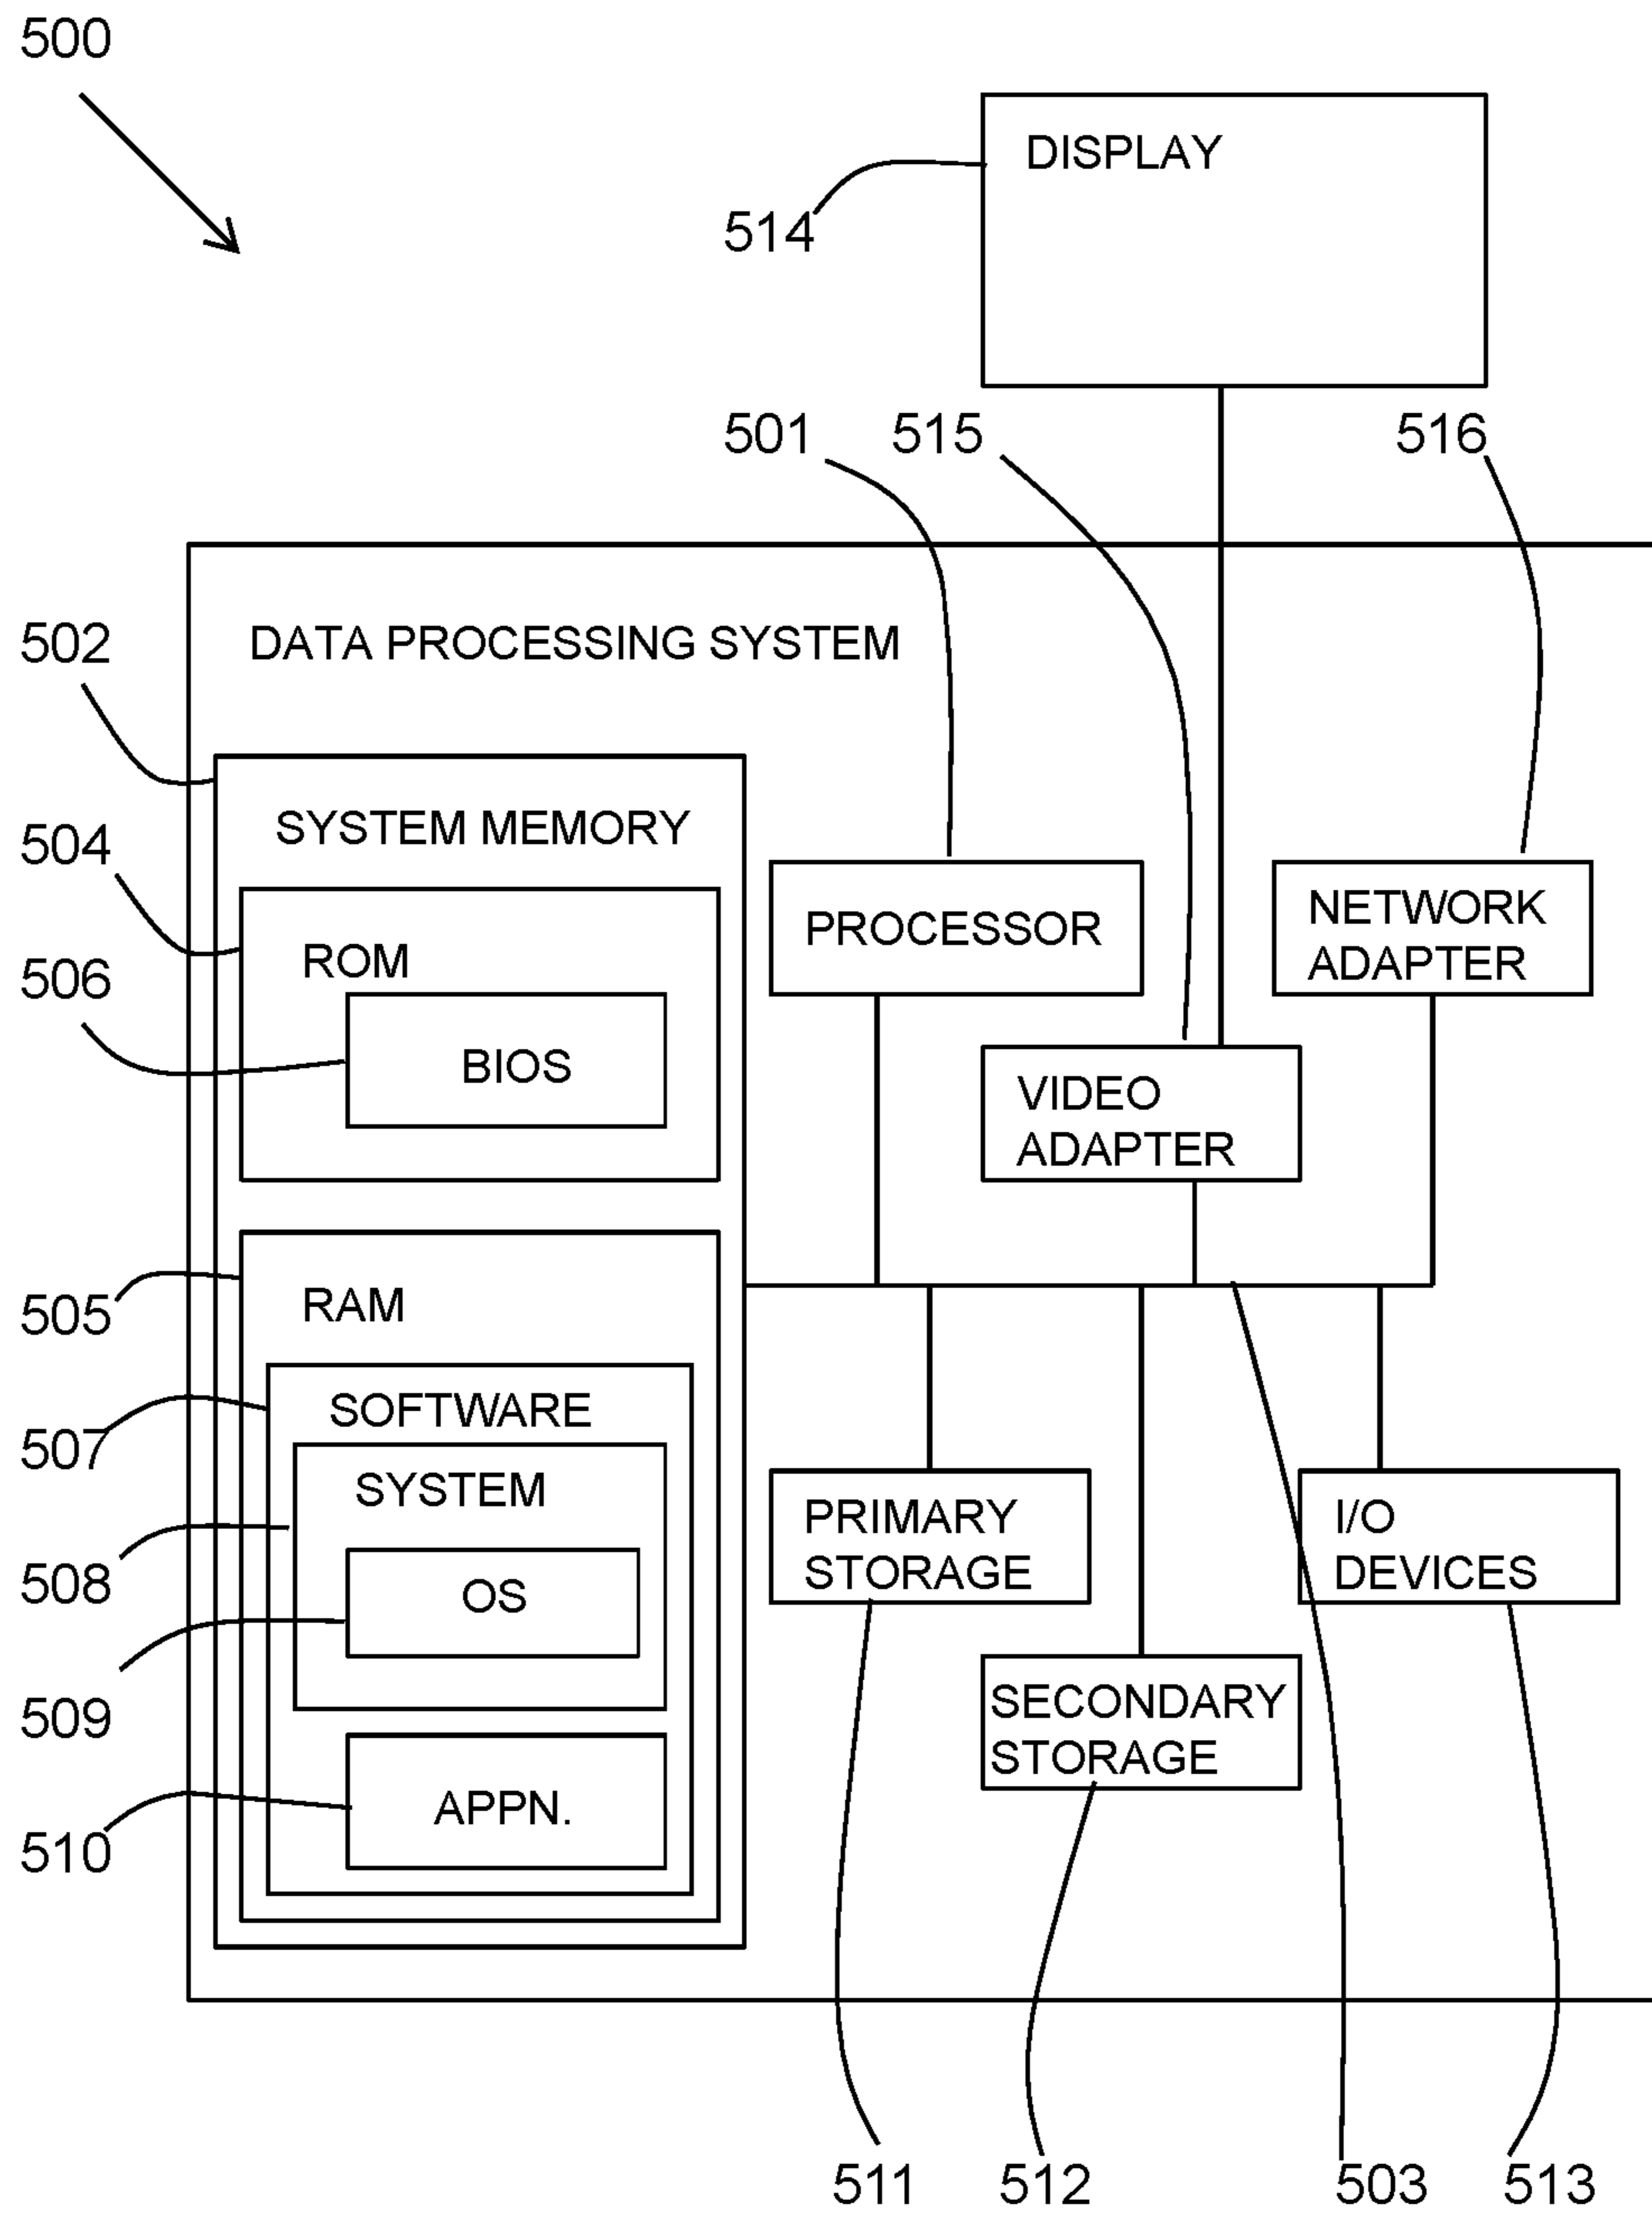 500
DISPLAY
514
501
515
516
502
DATA PROCESSING SYSTEM
SYSTEM MEMORY
504
ROM
PROCESSOR
NETWORK
ADAPTER
506
BIOS
VIDEO
ADAPTER
505
RAM
507
SOFTWARE
SYSTEM
508
OS
PRIMARY
STORAGE
I/O
DEVICES
509
SECONDARY
STORAGE
510
APPN.
511
512
503
513